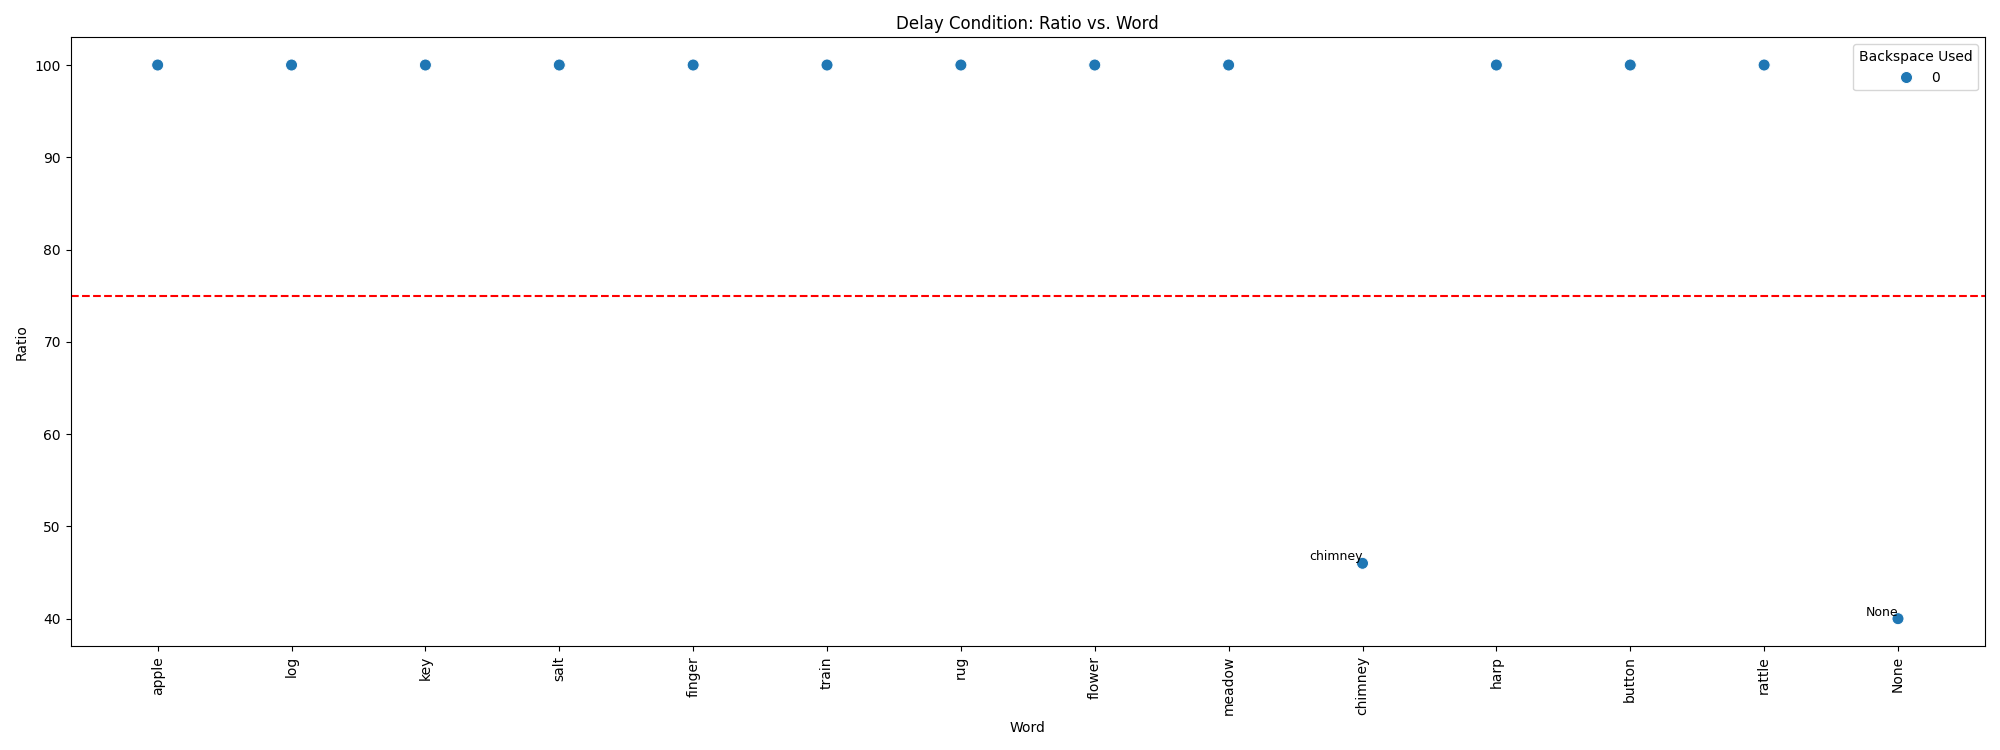 Delay Condition: Ratio vs. Word
Backspace Used
0
100
90
80
70
60
50
40
Ratio
chimney
None
apple
log
key
salt
finger
train
rug
flower
meadow
chimney
harp
button
rattle
None
Word